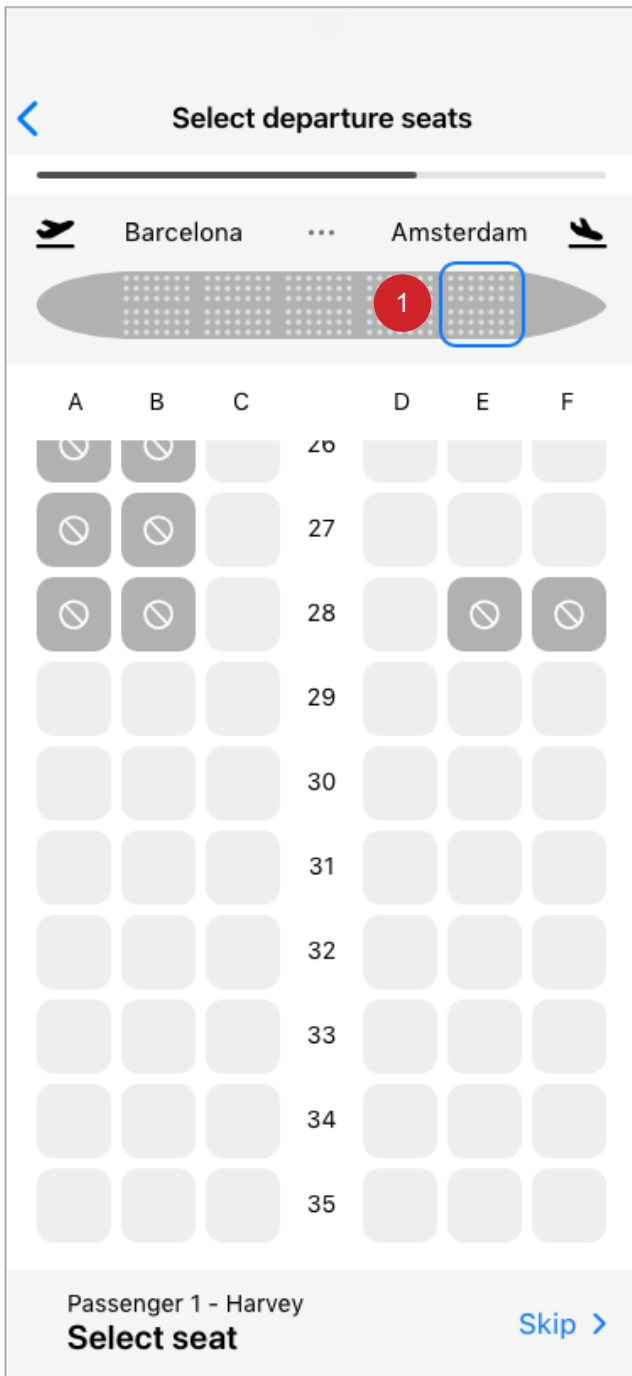 Select departure seats
Barcelona ... Amsterdam
1
A B C D E F
26
27
28
29
30
31
32
33
34
35
Passenger 1 - Harvey
Select seat
Skip